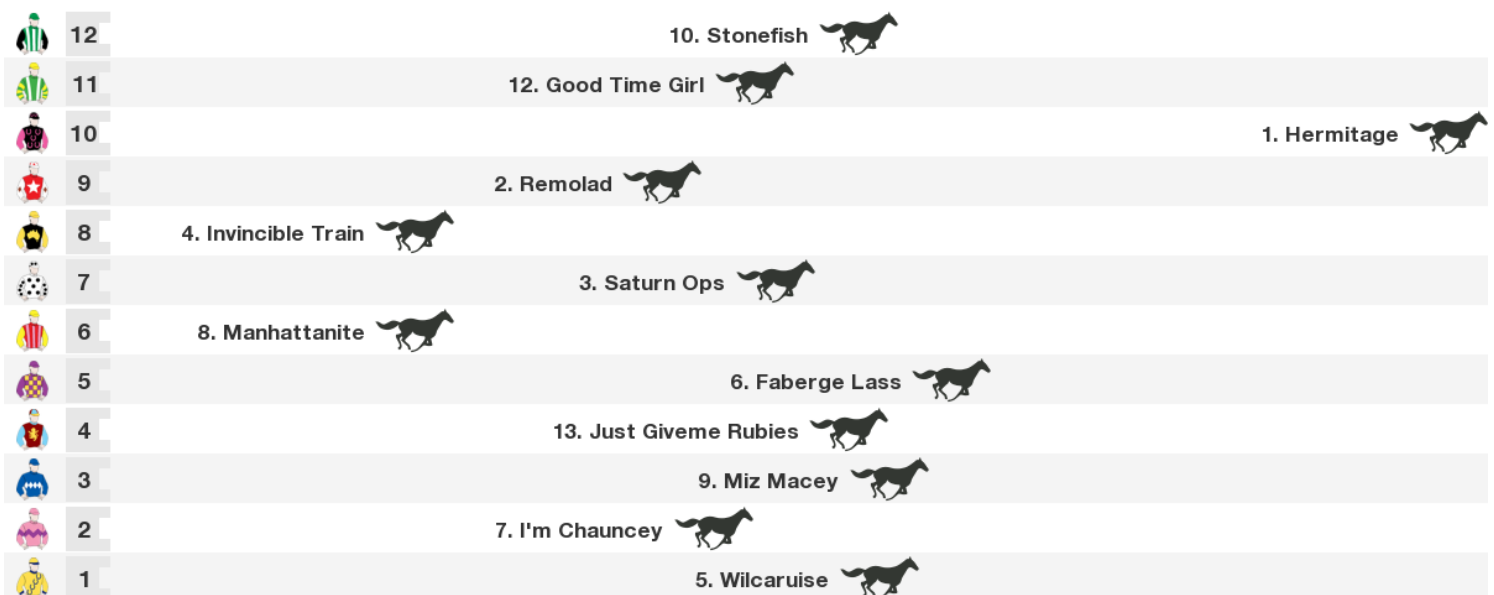 12 10. Stonefish
11 12. Good Time Girl
10 1. Hermitage
9 2. Remolad
8 4. Invincible Train
7 3. Saturn Ops
6 8. Manhattanite
5 6. Faberge Lass
4 13. Just Giveme Rubies
3 9. Miz Macey
2 7. I'm Chauncey
1 5. Wilcaruise